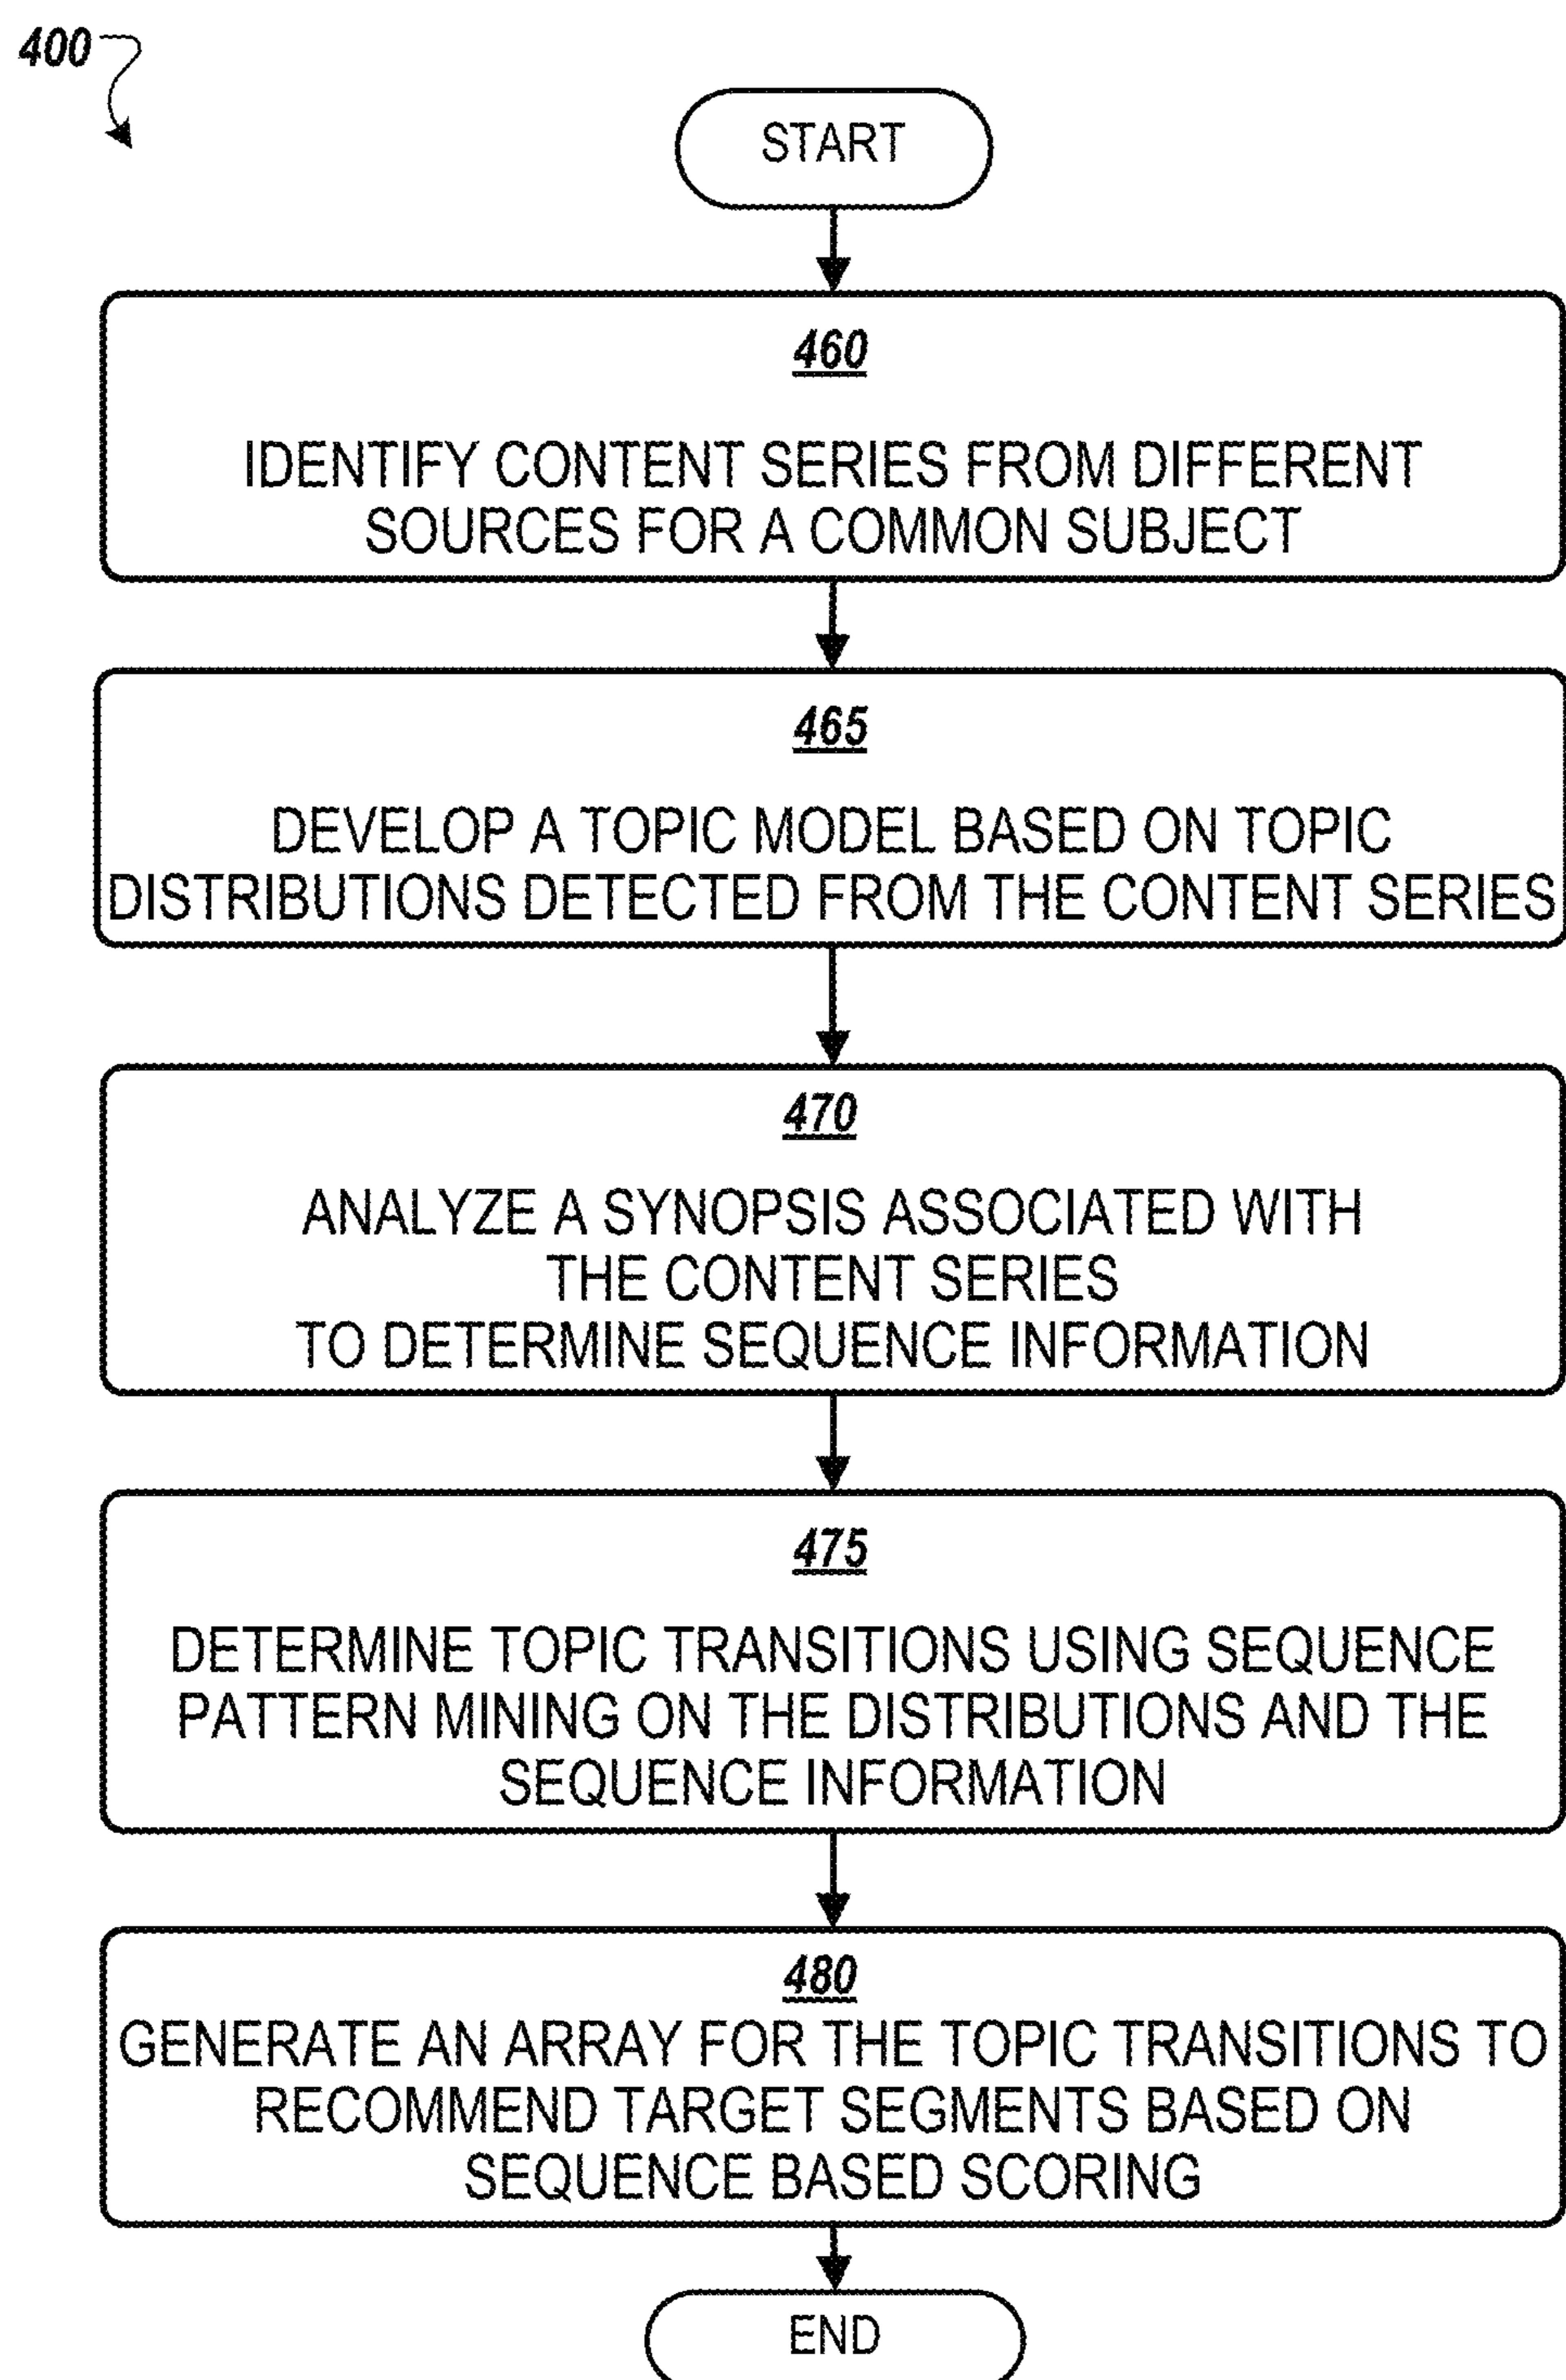 400
START
460
IDENTIFY CONTENT SERIES FROM DIFFERENT
SOURCES FOR A COMMON SUBJECT
465
DEVELOP A TOPIC MODEL BASED ON TOPIC
DISTRIBUTIONS DETECTED FROM THE CONTENT SERIES
470
ANALYZE A SYNOPSIS ASSOCIATED WITH
THE CONTENT SERIES
TO DETERMINE SEQUENCE INFORMATION
475
DETERMINE TOPIC TRANSITIONS USING SEQUENCE
PATTERN MINING ON THE DISTRIBUTIONS AND THE
SEQUENCE INFORMATION
480
GENERATE AN ARRAY FOR THE TOPIC TRANSITIONS TO
RECOMMEND TARGET SEGMENTS BASED ON
SEQUENCE BASED SCORING
END